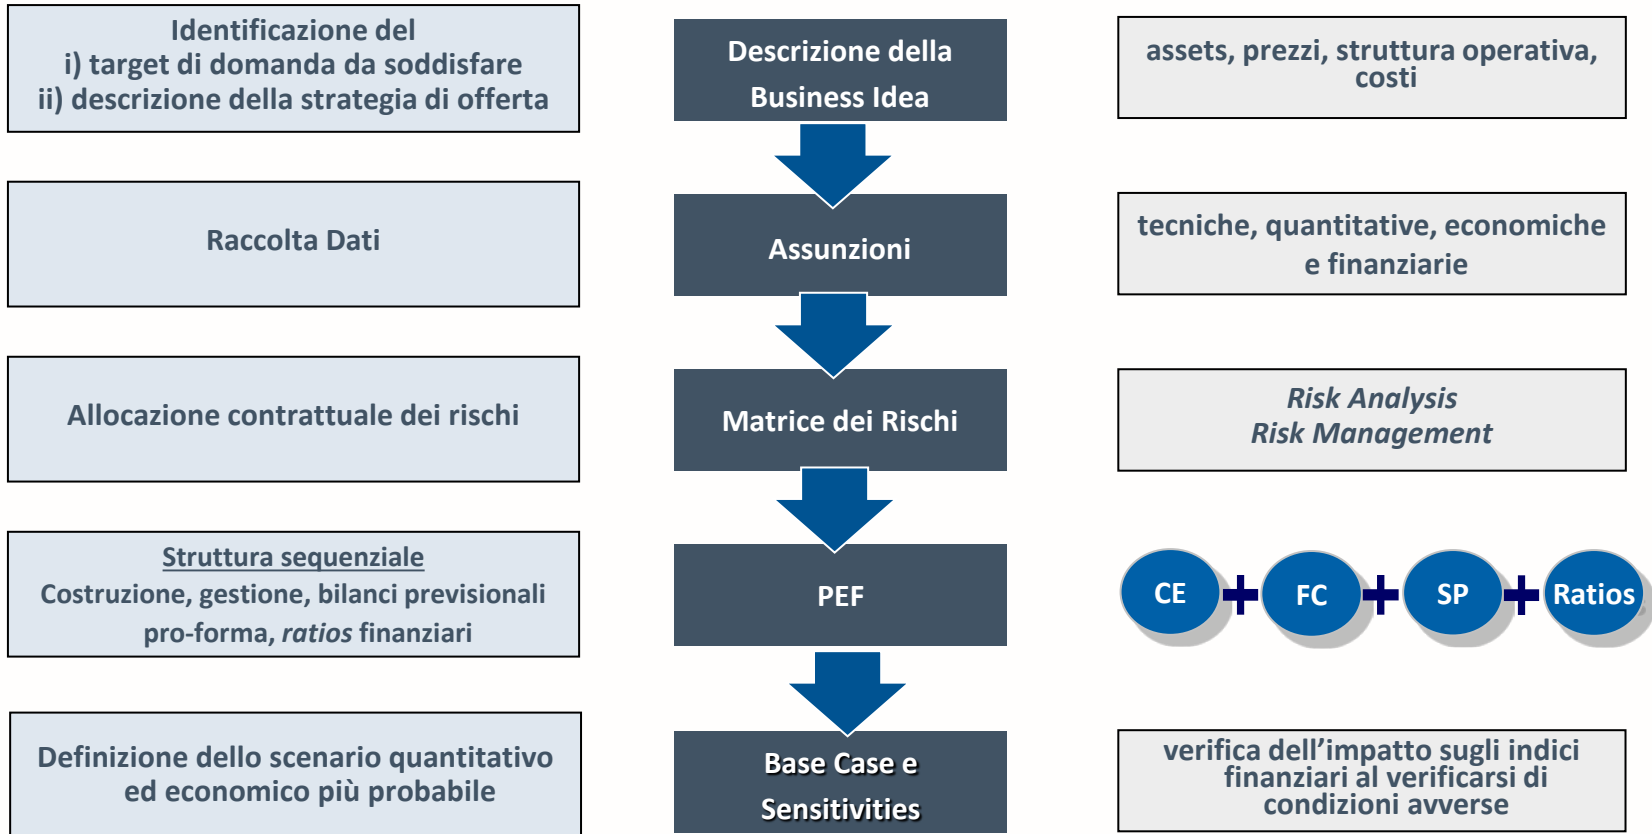 Identificazione del
i) target di domanda da soddisfare
ii) descrizione della strategia di offerta
Descrizione della
Business Idea
assets, prezzi, struttura operativa,
costi
Raccolta Dati
Assunzioni
tecniche, quantitative, economiche
e finanziarie
Allocazione contrattuale dei rischi
Matrice dei Rischi
Risk Analysis
Risk Management
Struttura sequenziale
Costruzione, gestione, bilanci previsionali
pro-forma, ratios finanziari
PEF
CE + FC + SP + Ratios
Definizione dello scenario quantitativo
ed economico più probabile
Base Case e
Sensitivities
verifica dell’impatto sugli indici
finanziari al verificarsi di
condizioni avverse